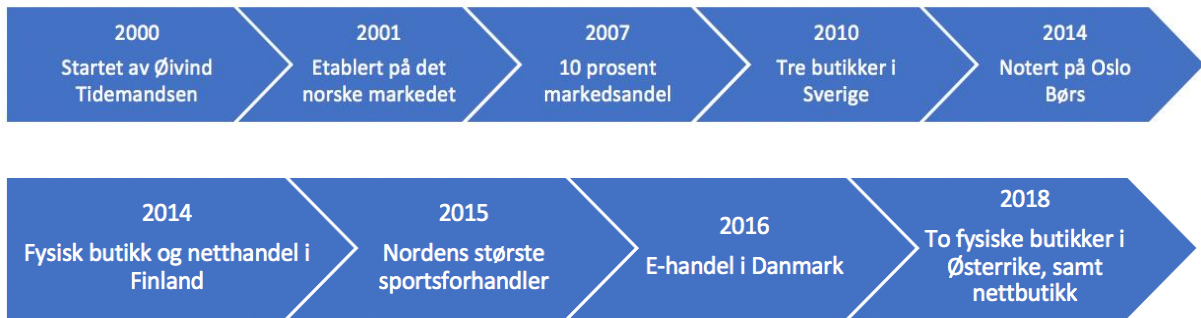 2000
Startet av Øivind
Tidemandsen
2001
Etablert på det
norske markedet
2007
10 prosent
markedsandel
2010
Tre butikker i
Sverige
2014
Notert på Oslo
Børs
2014
Fysisk butikk og netthandel i
Finland
2015
Nordens største
sportsforhandler
2016
E-handel i Danmark
2018
To fysiske butikker i
Østerrike, samt
nettbutikk